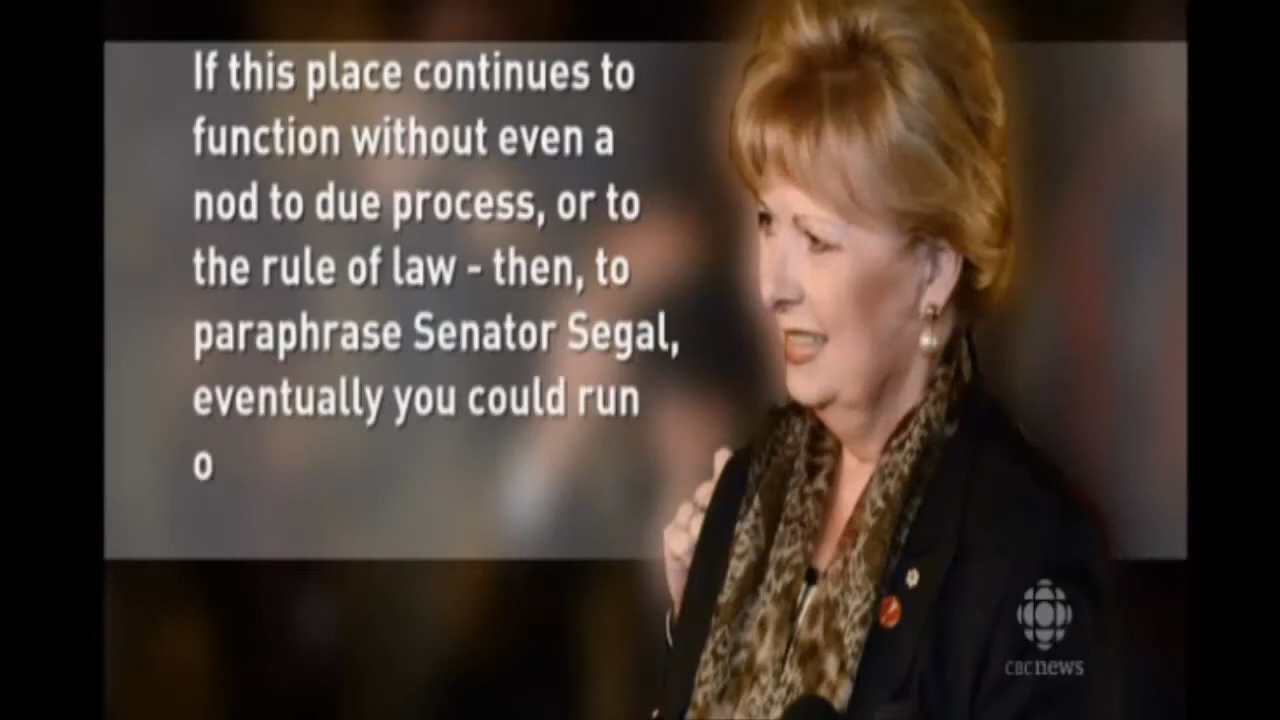 If this place continues to
function without even a
nod to due process, or to
the rule of law - then, to
paraphrase Senator Segal,
eventually you could run
o
CBCnews